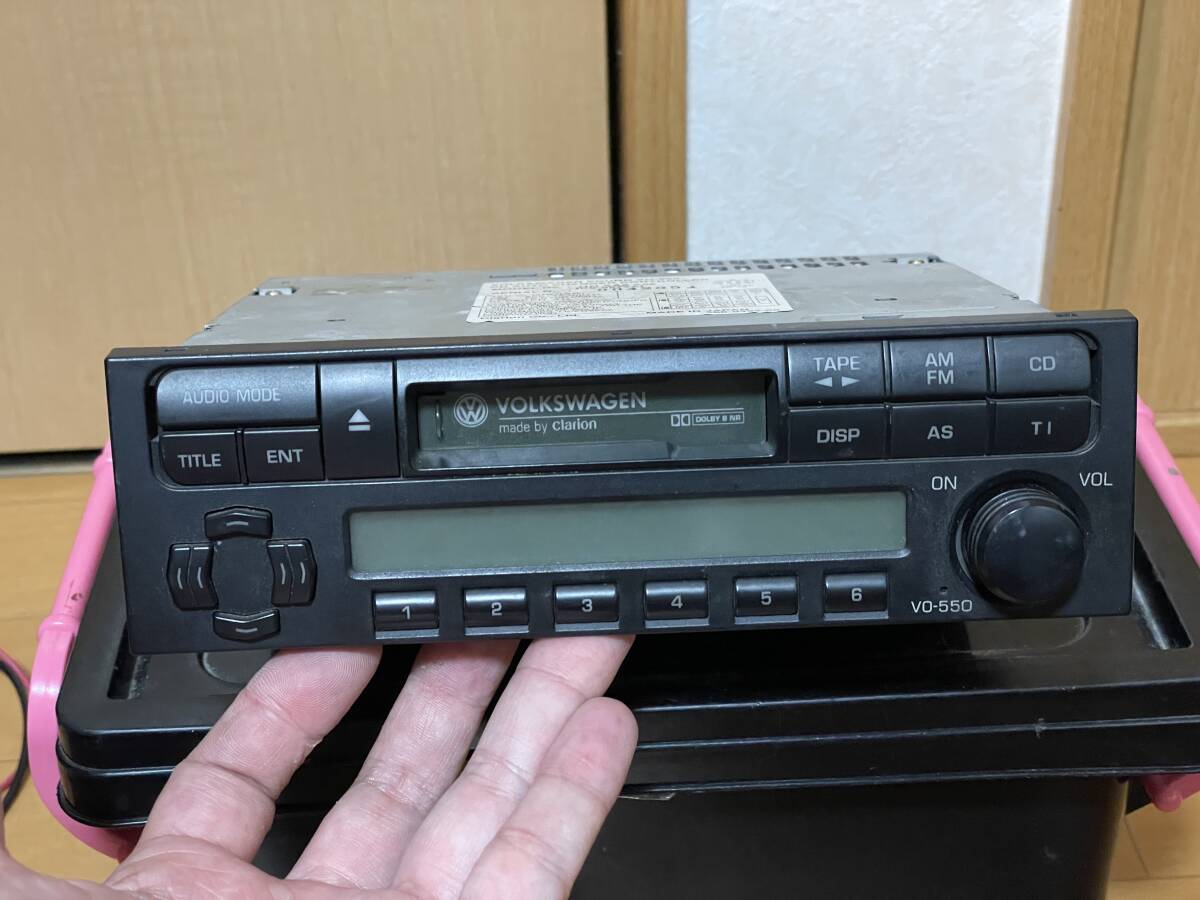 AUDIO MODE
TITLE
ENT
VOLKSWAGEN
made by clarion
DOLBY B NR
TAPE
AM
FM
CD
DISP
AS
TI
ON
VOL
1
2
3
4
5
6
VO-550